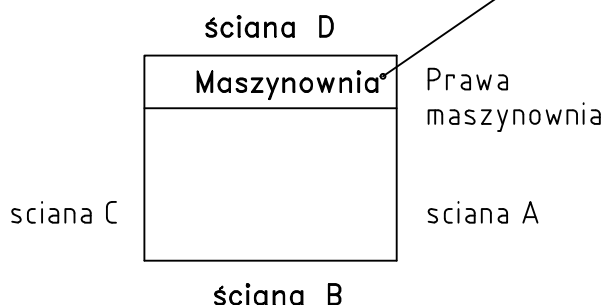 ściana D
Maszynownia
Prawa
maszynownia
sciana C
sciana A
ściana B